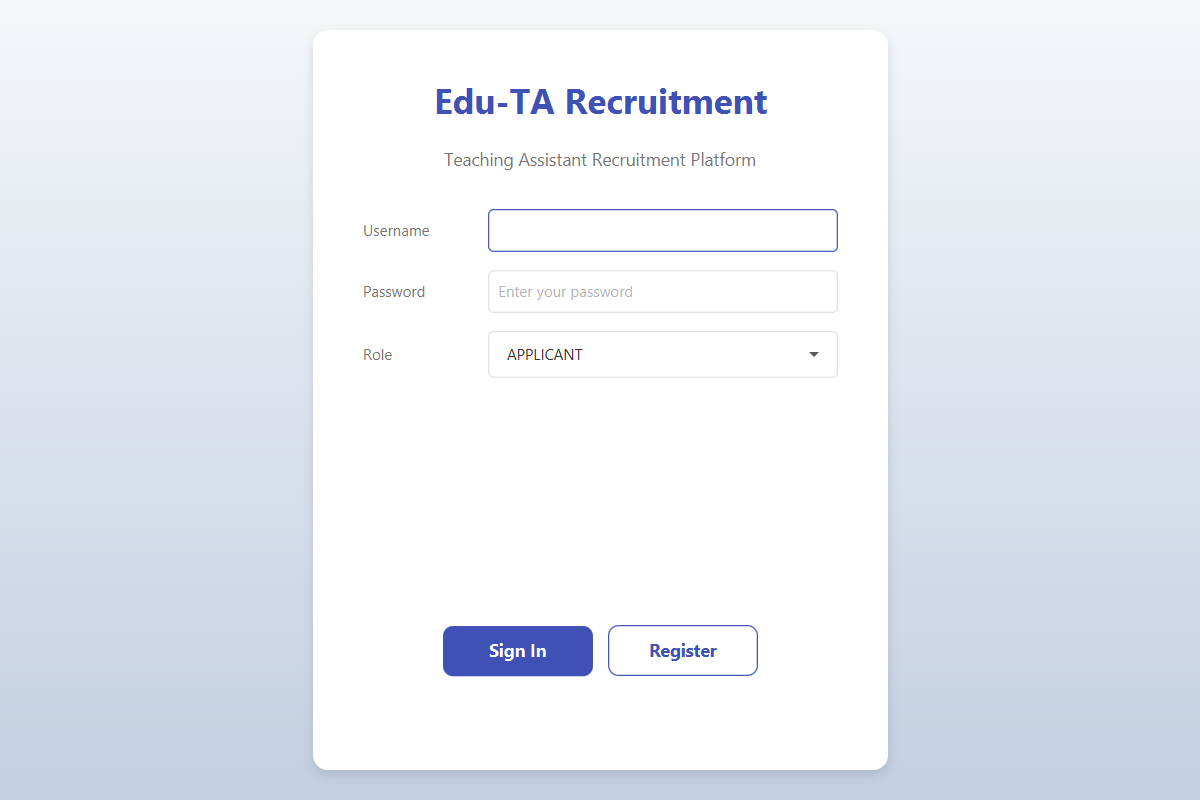 Edu-TA Recruitment
Teaching Assistant Recruitment Platform
Username
Password
Enter your password
Role
APPLICANT
Sign In
Register